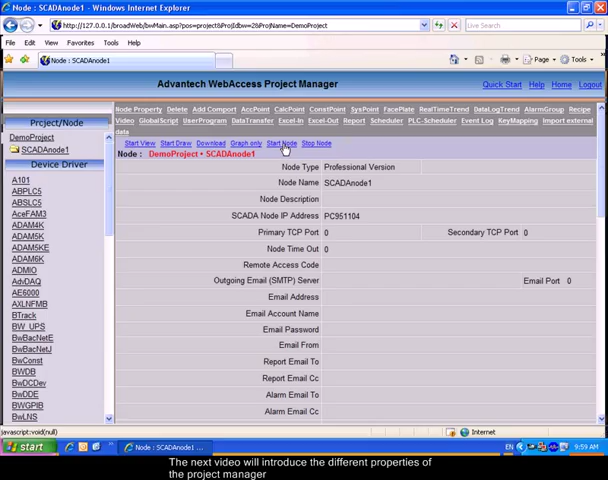 Node : SCADAnode1 - Windows Internet Explorer
http://127.0.0.1/broadWeb/bwMain.asp?pos=project&ProjIdbw=2&ProjName=DemoProject
File Edit View Favorites Tools Help
Node : SCADAnode1
Page Tools
Advantech WebAccess Project Manager
Quick Start Help Home Logout
Project/Node
DemoProject
SCADAnode1
Device Driver
A101
ABPLC5
ABSLC5
AceFAM3
ADAM4K
ADAM5K
ADAM5KE
ADAM6K
ADMIO
AdvDAQ
AE6000
AXLNFMB
BTrack
BW_UPS
BwBacNetE
BwBacNetJ
BwConst
BWDB
BwDCDev
BwDDE
BWGPIB
BwLNS
Node Property Delete Add Comport AccPoint CalcPoint ConstPoint SysPoint FacePlate RealTimeTrend DataLogTrend AlarmGroup Recipe
Video GlobalScript UserProgram DataTransfer Excel-In Excel-Out Report Scheduler PLC-Scheduler Event Log KeyMapping Import external
data
Start View Start Draw Download Graph only Start Node Stop Node
Node : DemoProject • SCADAnode1
Node Type Professional Version
Node Name SCADAnode1
Node Description
SCADA Node IP Address PC951104
Primary TCP Port 0 Secondary TCP Port 0
Node Time Out 0
Remote Access Code
Outgoing Email (SMTP) Server Email Port 0
Email Address
Email Account Name
Email Password
Email From
Report Email To
Report Email Cc
Alarm Email To
Alarm Email Cc
javascript:void(null) Internet
start Node : SCADAnode1 ... EN 9:59 AM
The next video will introduce the different properties of
the project manager